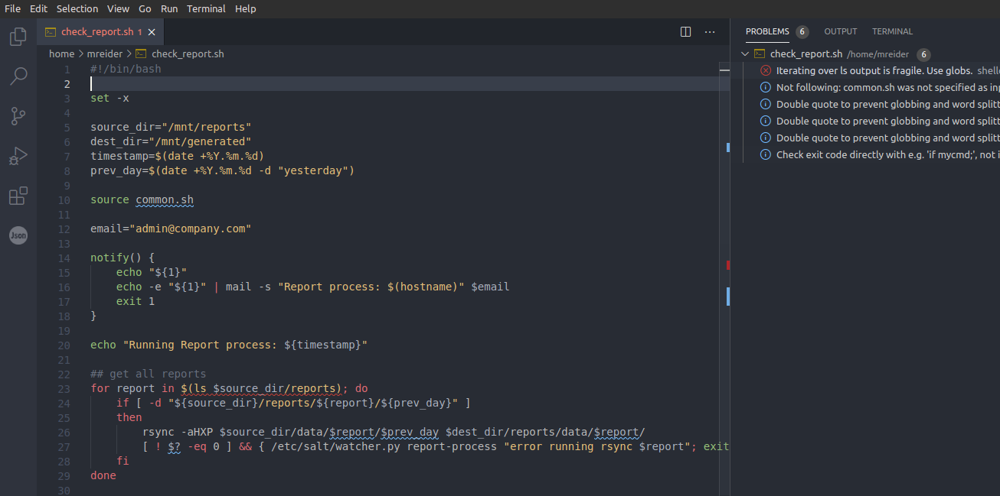 File Edit Selection View Go Run Terminal Help
check_report.sh 1
home > mreider > check_report.sh
1 #!/bin/bash
2
3 set -x
4
5 source_dir="/mnt/reports"
6 dest_dir="/mnt/generated"
7 timestamp=$(date +%Y.%m.%d)
8 prev_day=$(date +%Y.%m.%d -d "yesterday")
9
10 source common.sh
11
12 email="admin@company.com"
13
14 notify() {
15 echo "${1}"
16 echo -e "${1}" | mail -s "Report process: $(hostname)" $email
17 exit 1
18 }
19
20 echo "Running Report process: ${timestamp}"
21
22 ## get all reports
23 for report in $(ls $source_dir/reports); do
24 if [ -d "${source_dir}/reports/${report}/${prev_day}" ]
25 then
26 rsync -aHXP $source_dir/data/$report/$prev_day $dest_dir/reports/data/$report/
27 [ ! $? -eq 0 ] && { /etc/salt/watcher.py report-process "error running rsync $report"; exit
28 fi
29 done
30
Json
PROBLEMS 6 OUTPUT TERMINAL
check_report.sh /home/mreider 6
Iterating over ls output is fragile. Use globs. shell
Not following: common.sh was not specified as in
Double quote to prevent globbing and word splitt
Double quote to prevent globbing and word splitt
Double quote to prevent globbing and word splitt
Check exit code directly with e.g. 'if mycmd;', not i